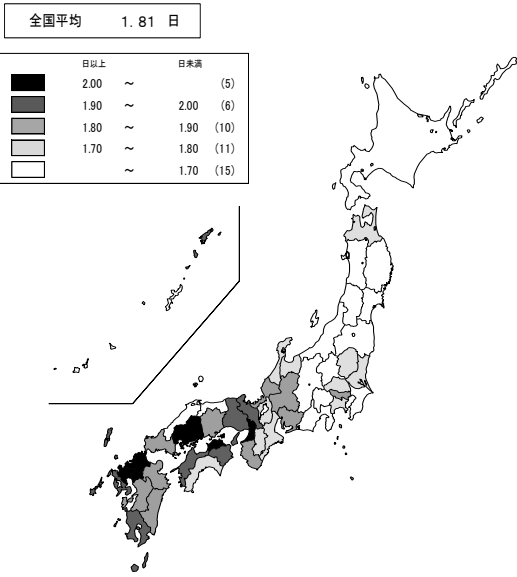 全国平均 1.81 日
日以上 日未満
2.00 ～ (5)
1.90 ～ 2.00 (6)
1.80 ～ 1.90 (10)
1.70 ～ 1.80 (11)
～ 1.70 (15)